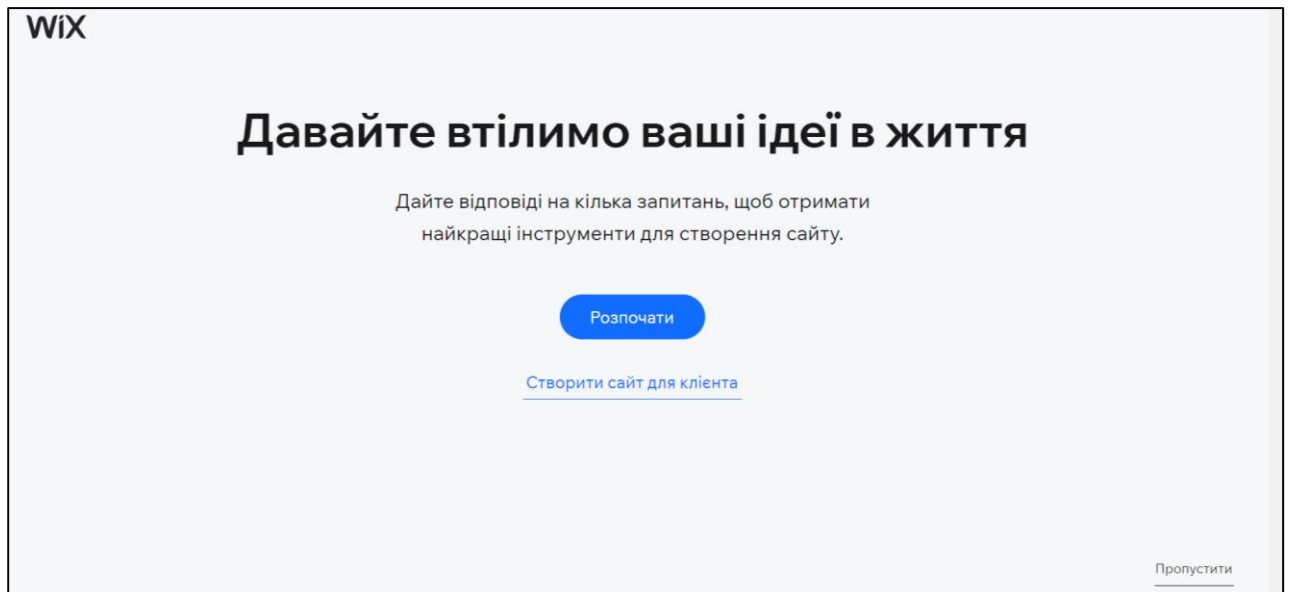 WiX
Давайте втілимо ваші ідеї в життя
Дайте відповіді на кілька запитань, щоб отримати
найкращі інструменти для створення сайту.
Розпочати
Створити сайт для клієнта
Пропустити